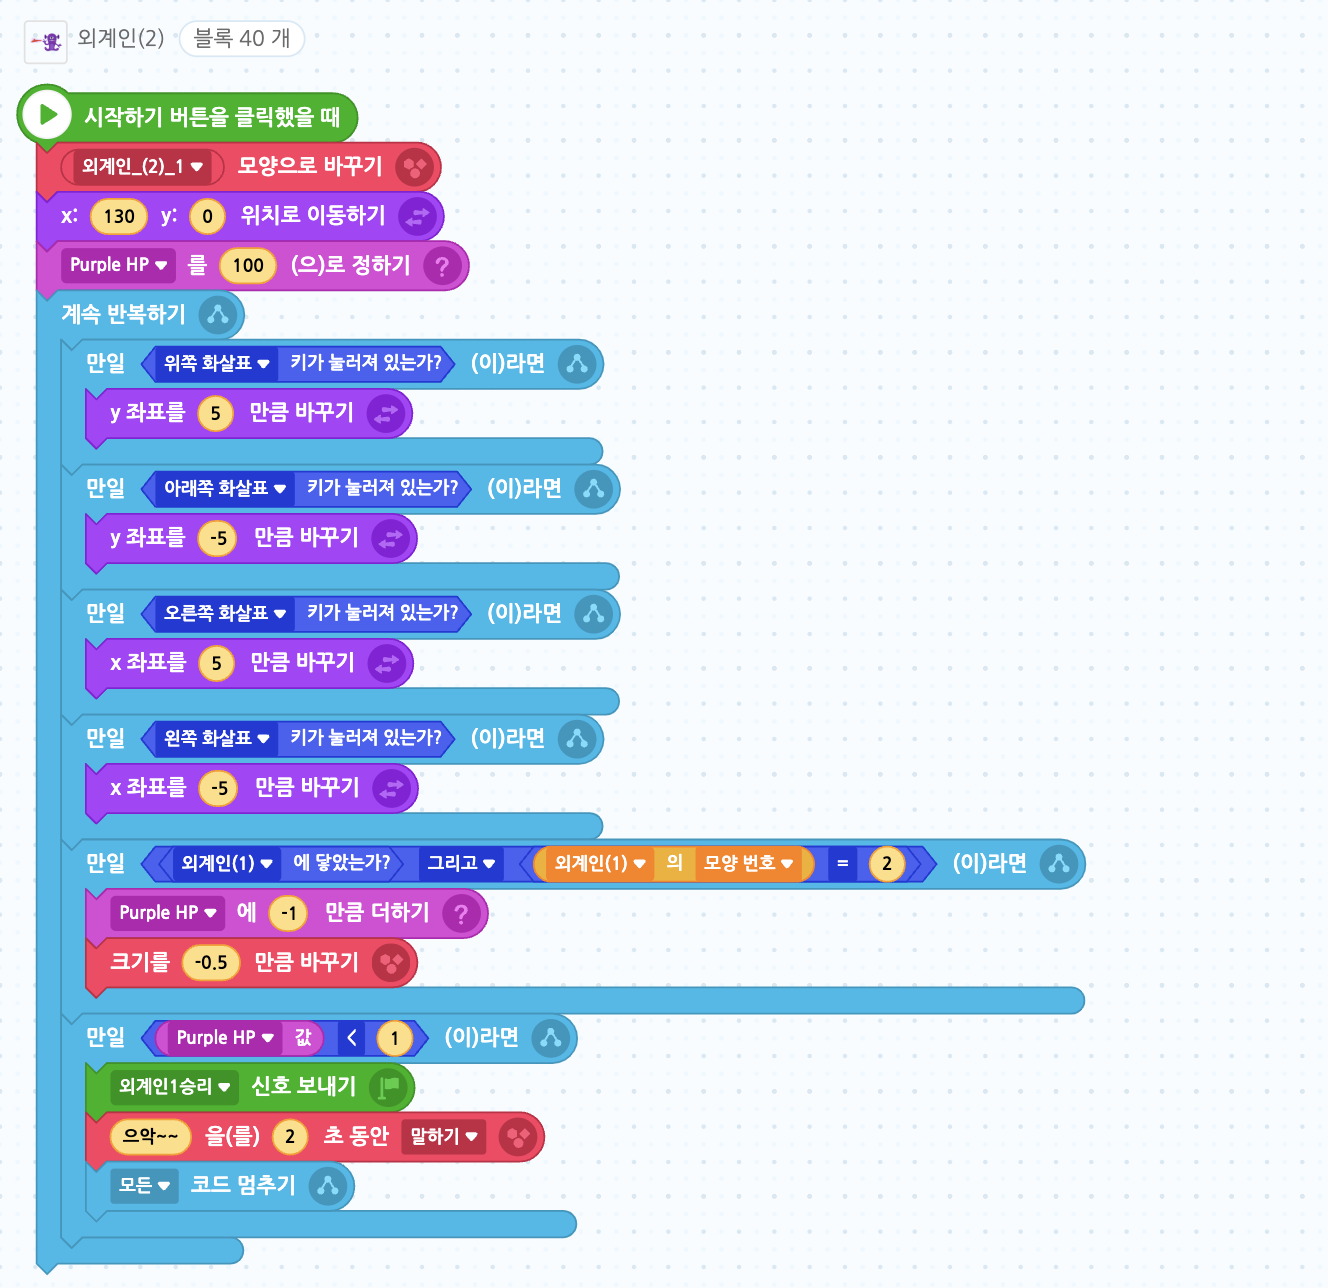 외계인(2) 블록 40 개
시작하기 버튼을 클릭했을 때
외계인_(2)_1 모양으로 바꾸기
x: 130 y: 0 위치로 이동하기
Purple HP 를 100 (으)로 정하기 ?
계속 반복하기
만일 위쪽 화살표 키가 눌러져 있는가? (이)라면
y 좌표를 5 만큼 바꾸기
만일 아래쪽 화살표 키가 눌러져 있는가? (이)라면
y 좌표를 -5 만큼 바꾸기
만일 오른쪽 화살표 키가 눌러져 있는가? (이)라면
x 좌표를 5 만큼 바꾸기
만일 왼쪽 화살표 키가 눌러져 있는가? (이)라면
x 좌표를 -5 만큼 바꾸기
만일 외계인(1) 에 닿았는가? 그리고 외계인(1) 의 모양 번호 = 2 (이)라면
Purple HP 에 -1 만큼 더하기 ?
크기를 -0.5 만큼 바꾸기
만일 Purple HP 값 < 1 (이)라면
외계인1승리 신호 보내기
으악~~ 을(를) 2 초 동안 말하기
모든 코드 멈추기